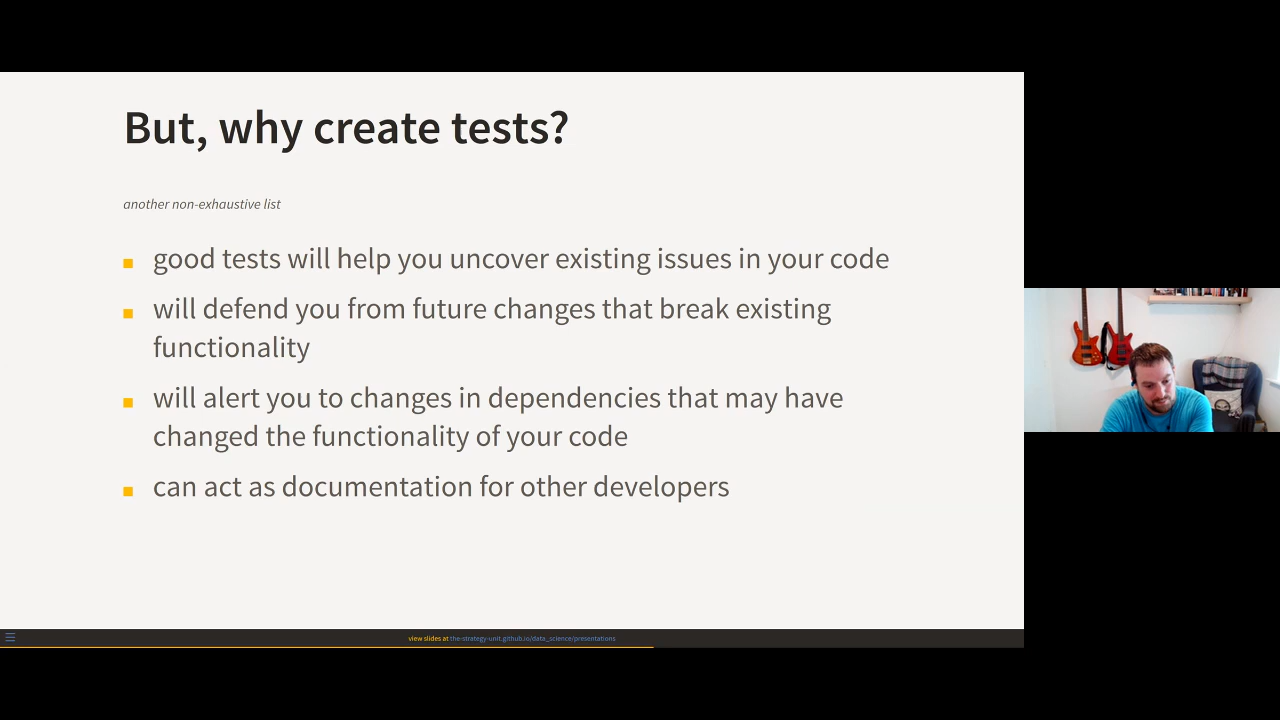 But, why create tests?
another non-exhaustive list
good tests will help you uncover existing issues in your code
will defend you from future changes that break existing
functionality
will alert you to changes in dependencies that may have
changed the functionality of your code
can act as documentation for other developers
view slides at the-strategy-unit.github.io/data_science/presentations